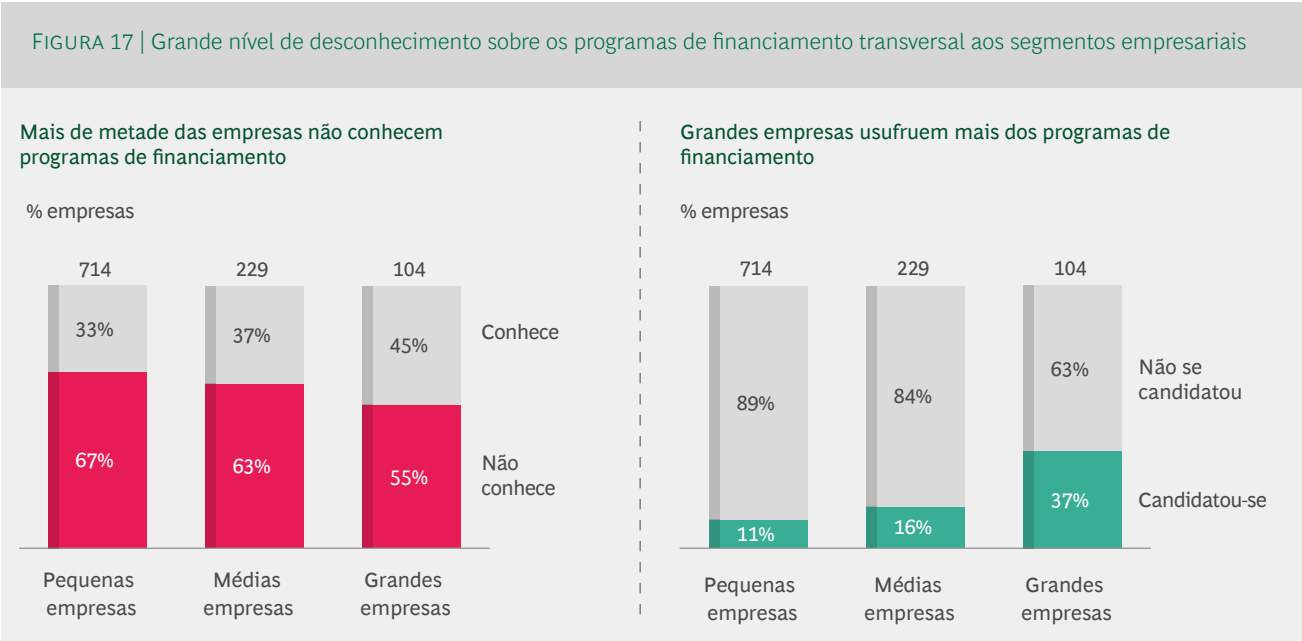 FIGURA 17 | Grande nível de desconhecimento sobre os programas de financiamento transversal aos segmentos empresariais
Mais de metade das empresas não conhecem
programas de financiamento
% empresas
714
229
104
33%
37%
45%
Conhece
67%
63%
55%
Não
conhece
Pequenas
empresas
Médias
empresas
Grandes
empresas
Grandes empresas usufruem mais dos programas de
financiamento
% empresas
714
229
104
89%
84%
63%
Não se
candidatou
11%
16%
37%
Candidatou-se
Pequenas
empresas
Médias
empresas
Grandes
empresas